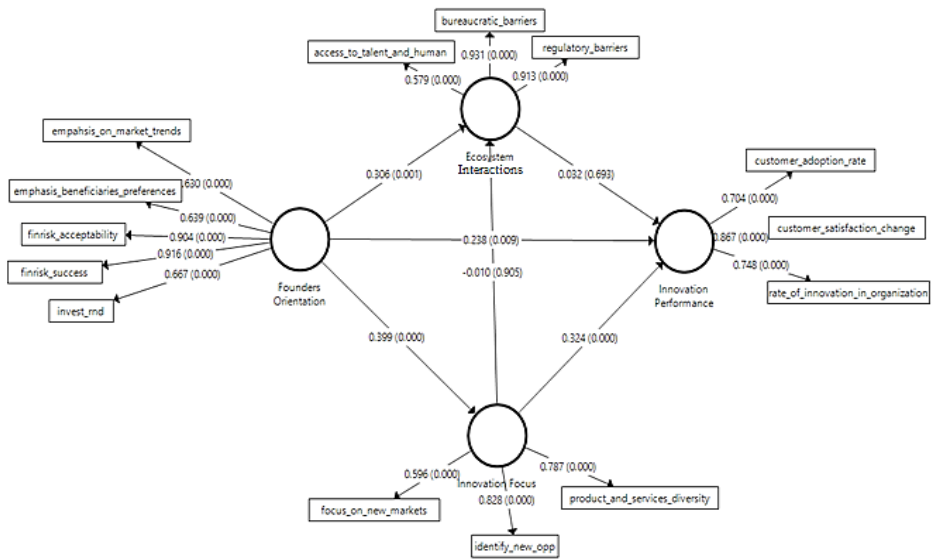 bureaucratic_barriers
access_to_talent_and_human
regulatory_barriers
0.931 (0.000)
0.579 (0.000)
0.913 (0.000)
Ecosystem
Interactions
empahsis_on_market_trends
.630 (0.000)
emphasis_beneficiaries_preferences
0.639 (0.000)
finrisk_acceptability
0.904 (0.000)
0.916 (0.000)
finrisk_success
0.667 (0.000)
invest_rnd
Founders
Orientation
0.306 (0.001)
0.032 (0.693)
0.238 (0.009)
-0.010 (0.905)
0.399 (0.000)
0.324 (0.000)
customer_adoption_rate
0.704 (0.000)
0.867 (0.000)
customer_satisfaction_change
0.748 (0.000)
rate_of_innovation_in_organization
Innovation
Performance
0.596 (0.000)
Innovation Focus
0.787 (0.000)
0.828 (0.000)
focus_on_new_markets
product_and_services_diversity
identify_new_opp